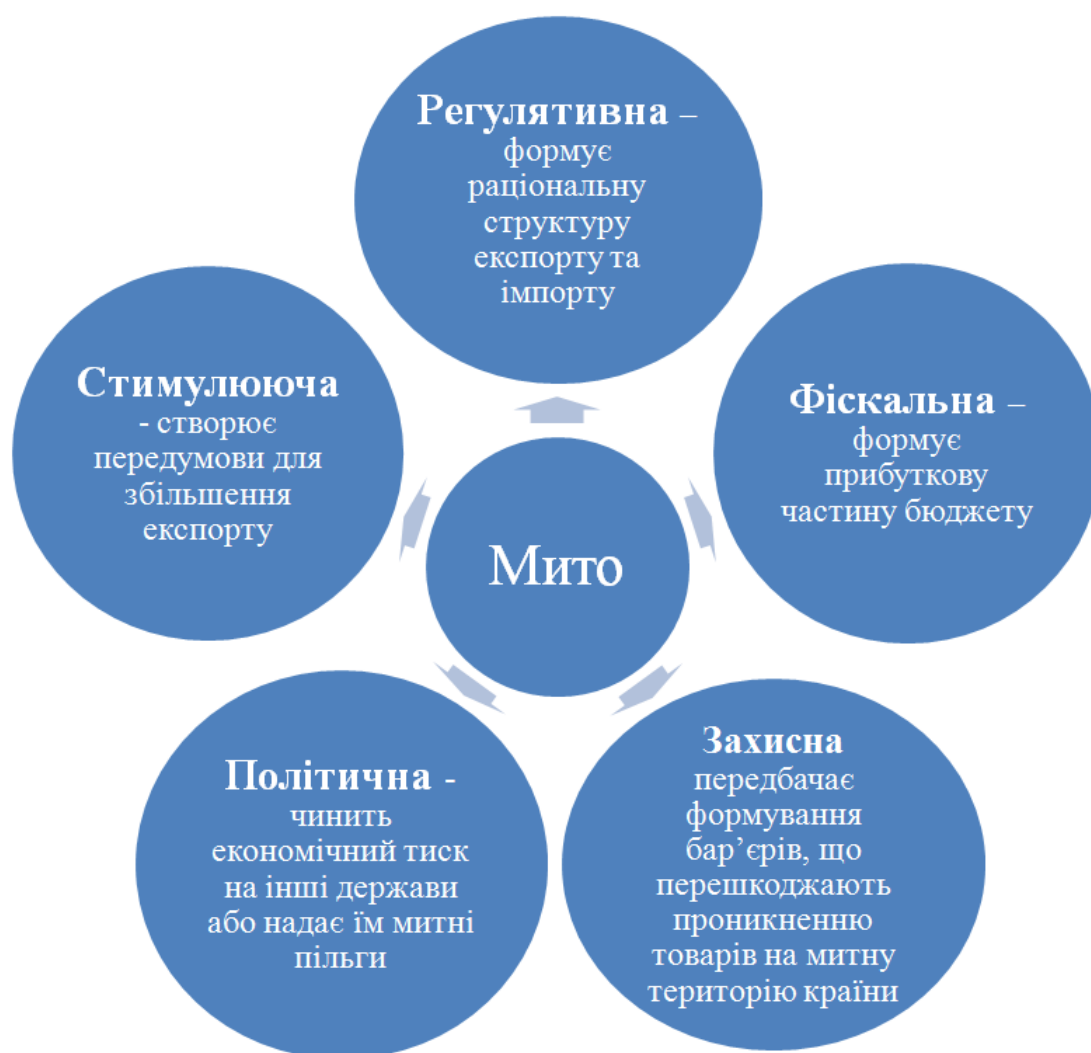 Регулятивна –
формує
раціональну
структуру
експорту та
імпорту
Фіскальна –
формує
прибуткову
частину бюджету
Захисна
передбачає
формування
бар’єрів, що
перешкоджають
проникненню
товарів на митну
територію країни
Політична -
чинить
економічний тиск
на інші держави
або надає їм митні
пільги
Стимулююча
- створює
передумови для
збільшення
експорту
Мито